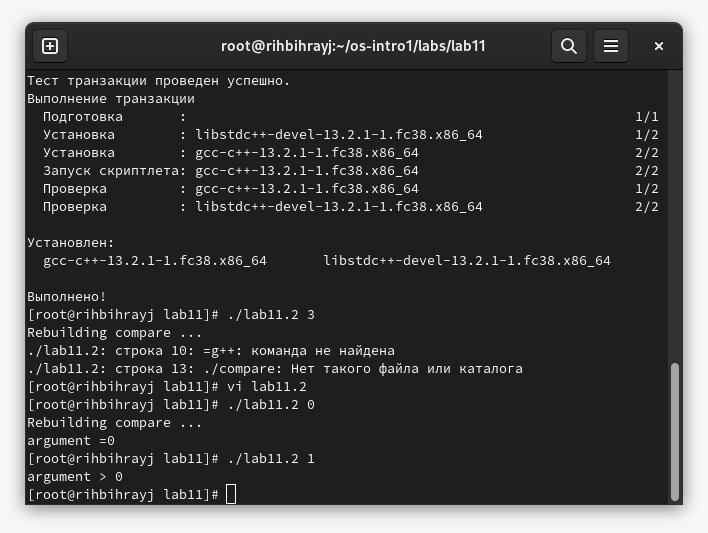 root@rihbihrayj:~/os-intro1/labs/lab11
Тест транзакции проведен успешно.
Выполнение транзакции
Подготовка : 1/1
Установка : libstdc++-devel-13.2.1-1.fc38.x86_64 1/2
Установка : gcc-c++-13.2.1-1.fc38.x86_64 2/2
Запуск скриптлета: gcc-c++-13.2.1-1.fc38.x86_64 2/2
Проверка : gcc-c++-13.2.1-1.fc38.x86_64 1/2
Проверка : libstdc++-devel-13.2.1-1.fc38.x86_64 2/2
Установлен:
gcc-c++-13.2.1-1.fc38.x86_64 libstdc++-devel-13.2.1-1.fc38.x86_64
Выполнено!
[root@rihbihrayj lab11]# ./lab11.2 3
Rebuilding compare ...
./lab11.2: строка 10: =g++: команда не найдена
./lab11.2: строка 13: ./compare: Нет такого файла или каталога
[root@rihbihrayj lab11]# vi lab11.2
[root@rihbihrayj lab11]# ./lab11.2 0
Rebuilding compare ...
argument =0
[root@rihbihrayj lab11]# ./lab11.2 1
argument > 0
[root@rihbihrayj lab11]#